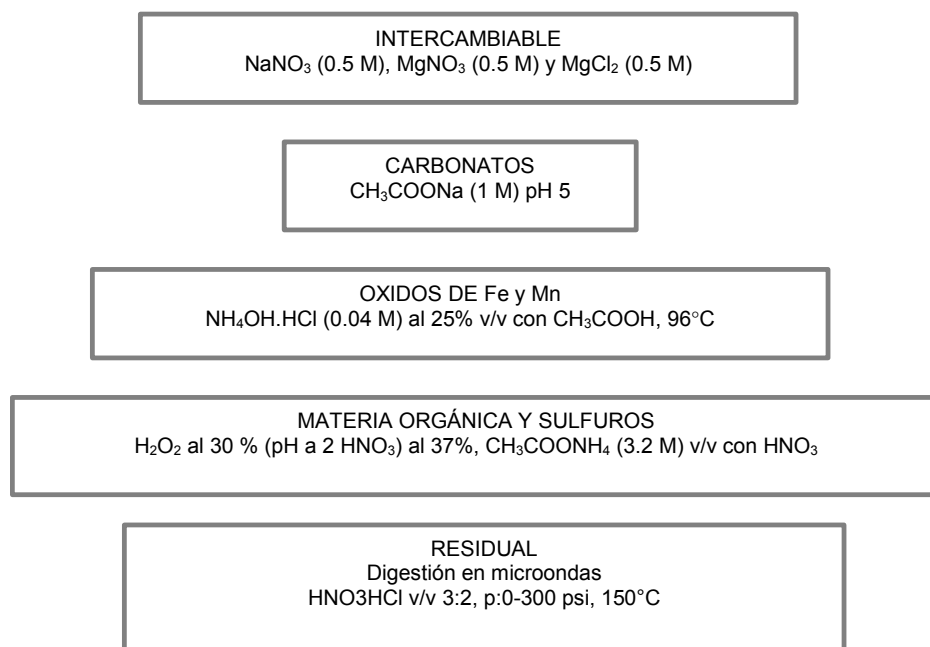 INTERCAMBIABLE
NaNO₃ (0.5 M), MgNO₃ (0.5 M) y MgCl₂ (0.5 M)
CARBONATOS
CH₃COONa (1 M) pH 5
OXIDOS DE Fe y Mn
NH₄OH.HCl (0.04 M) al 25% v/v con CH₃COOH, 96°C
MATERIA ORGÁNICA Y SULFUROS
H₂O₂ al 30 % (pH a 2 HNO₃) al 37%, CH₃COONH₄ (3.2 M) v/v con HNO₃
RESIDUAL
Digestión en microondas
HNO3HCl v/v 3:2, p:0-300 psi, 150°C